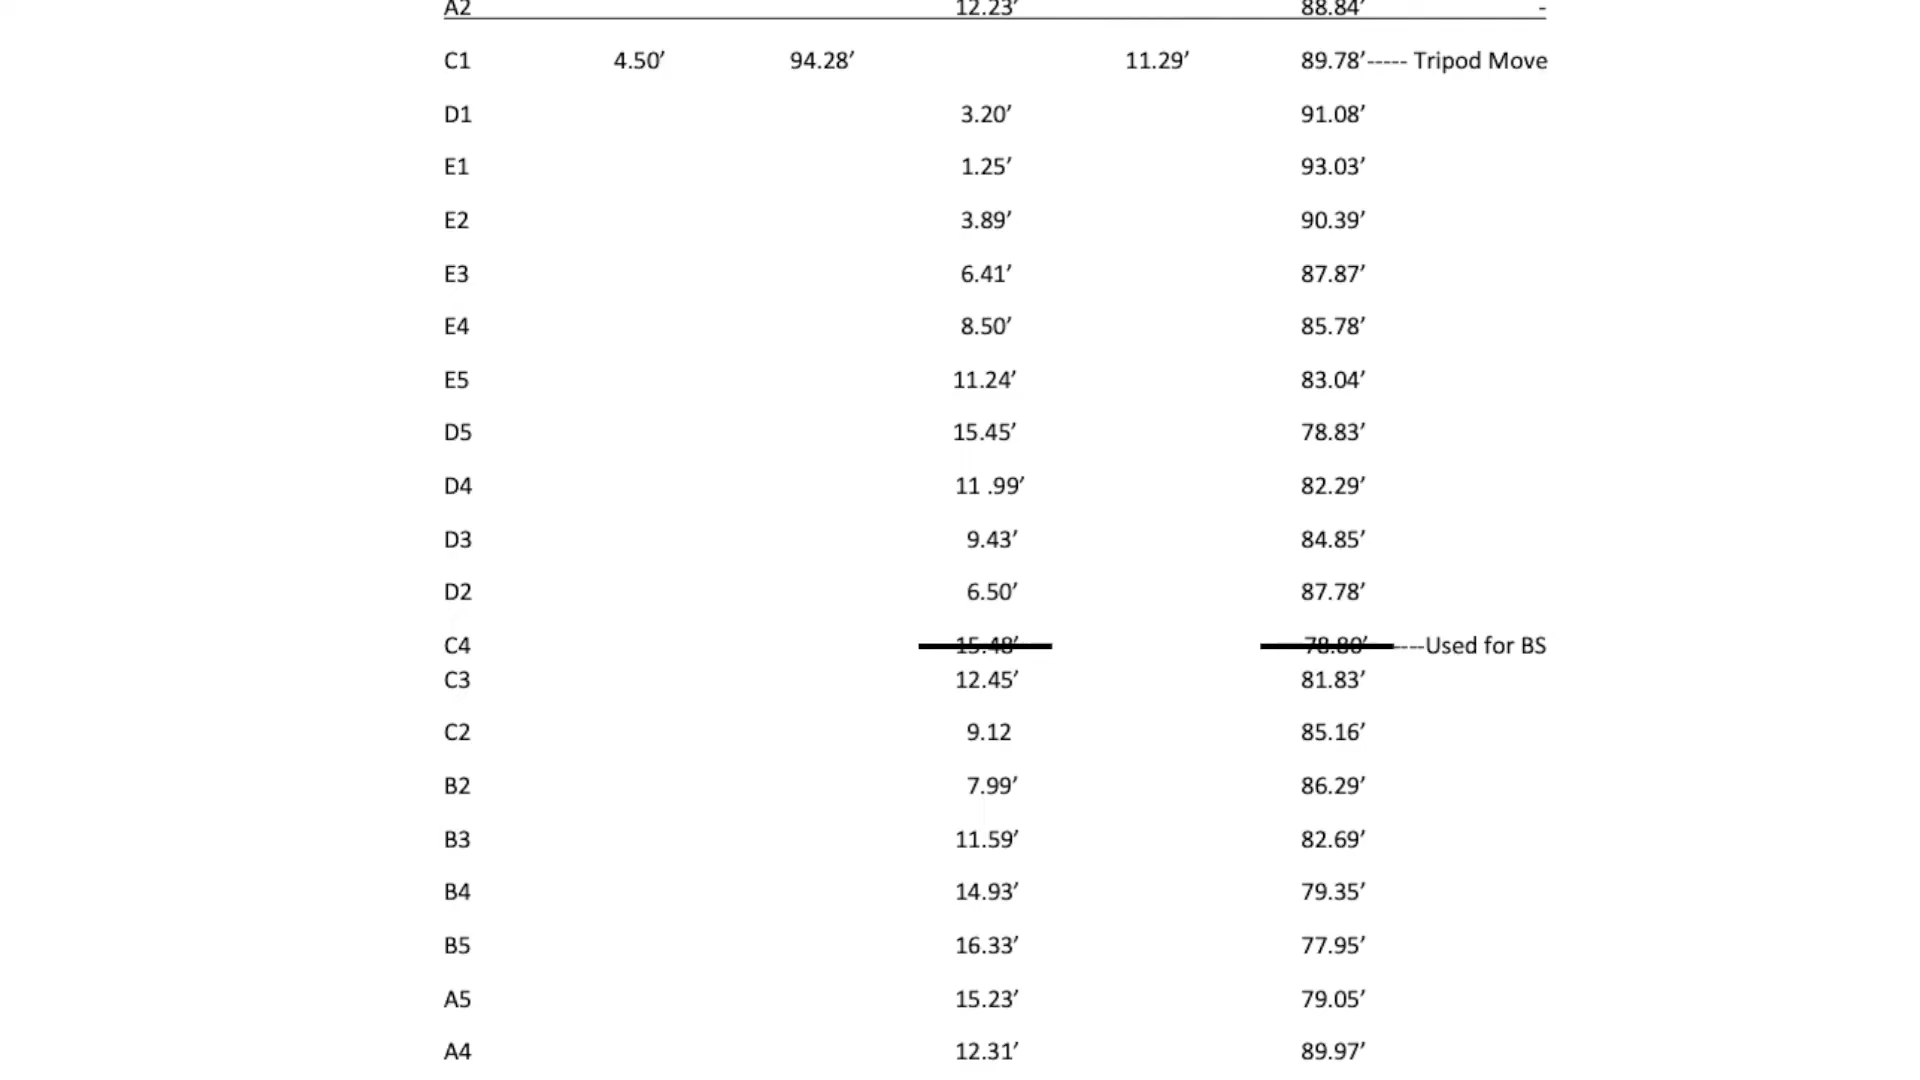 A2 12.23’ 88.84’ -
C1 4.50’ 94.28’ 11.29’ 89.78’----- Tripod Move
D1 3.20’ 91.08’
E1 1.25’ 93.03’
E2 3.89’ 90.39’
E3 6.41’ 87.87’
E4 8.50’ 85.78’
E5 11.24’ 83.04’
D5 15.45’ 78.83’
D4 11 .99’ 82.29’
D3 9.43’ 84.85’
D2 6.50’ 87.78’
C4 15.48’ 78.80’ ----Used for BS
C3 12.45’ 81.83’
C2 9.12 85.16’
B2 7.99’ 86.29’
B3 11.59’ 82.69’
B4 14.93’ 79.35’
B5 16.33’ 77.95’
A5 15.23’ 79.05’
A4 12.31’ 89.97’